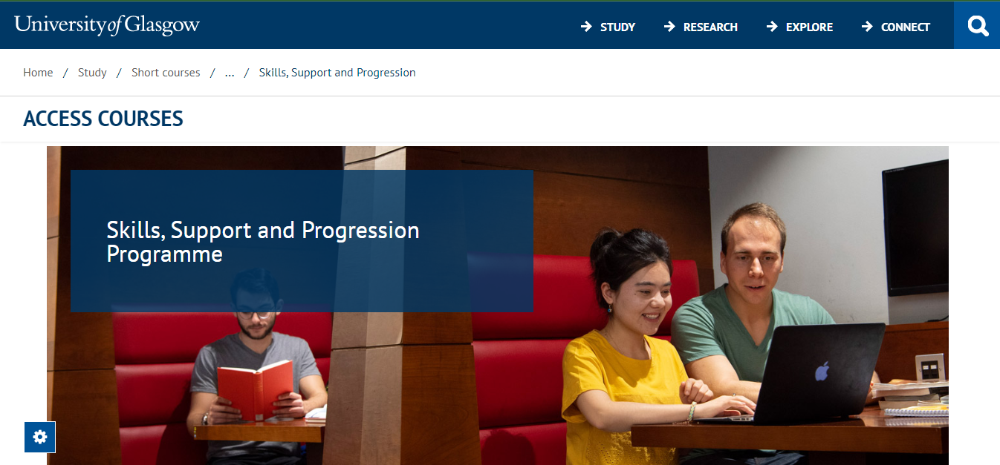 University of Glasgow
STUDY
RESEARCH
EXPLORE
CONNECT
Home / Study / Short courses / ... / Skills, Support and Progression
ACCESS COURSES
Skills, Support and Progression
Programme